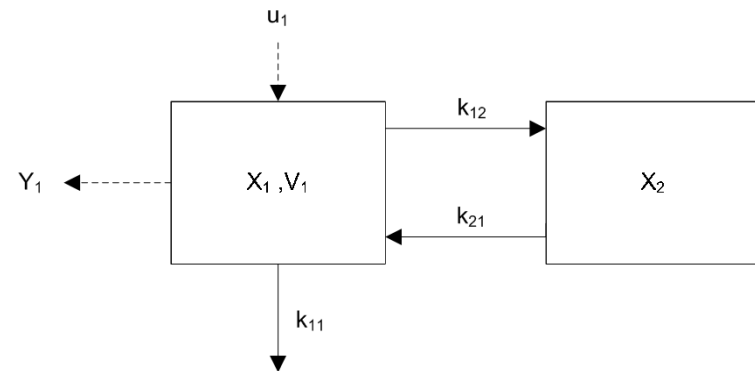 u₁
k₁₂
Y₁
X₁ ,V₁
X₂
k₂₁
k₁₁